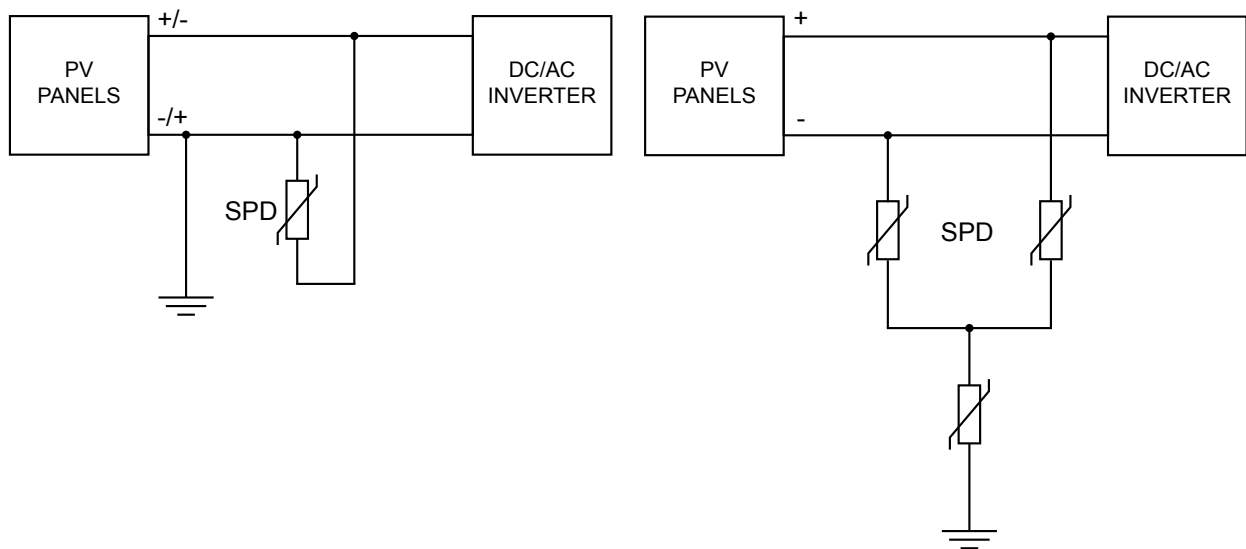 +/-
PV
PANELS
-/+
DC/AC
INVERTER
SPD
+
PV
PANELS
-
DC/AC
INVERTER
SPD